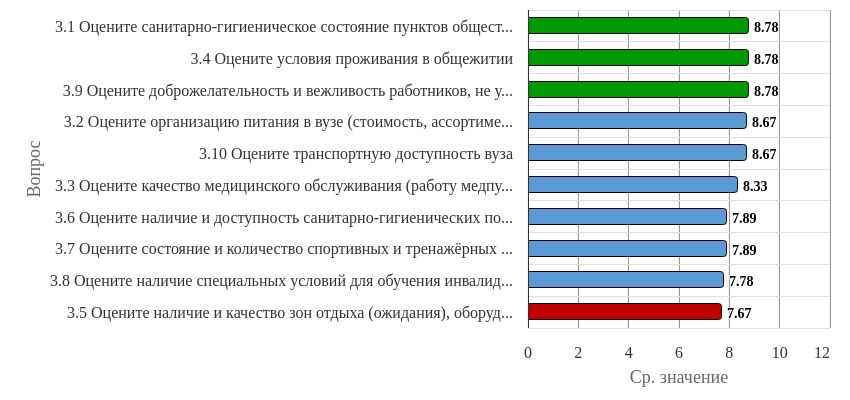 3.1 Оцените санитарно-гигиеническое состояние пунктов общест... 8.78
3.4 Оцените условия проживания в общежитии 8.78
3.9 Оцените доброжелательность и вежливость работников, не у... 8.78
3.2 Оцените организацию питания в вузе (стоимость, ассортиме... 8.67
3.10 Оцените транспортную доступность вуза 8.67
3.3 Оцените качество медицинского обслуживания (работу медпу... 8.33
3.6 Оцените наличие и доступность санитарно-гигиенических по... 7.89
3.7 Оцените состояние и количество спортивных и тренажёрных ... 7.89
3.8 Оцените наличие специальных условий для обучения инвалид... 7.78
3.5 Оцените наличие и качество зон отдыха (ожидания), оборуд... 7.67
Вопрос
0 2 4 6 8 10 12
Ср. значение